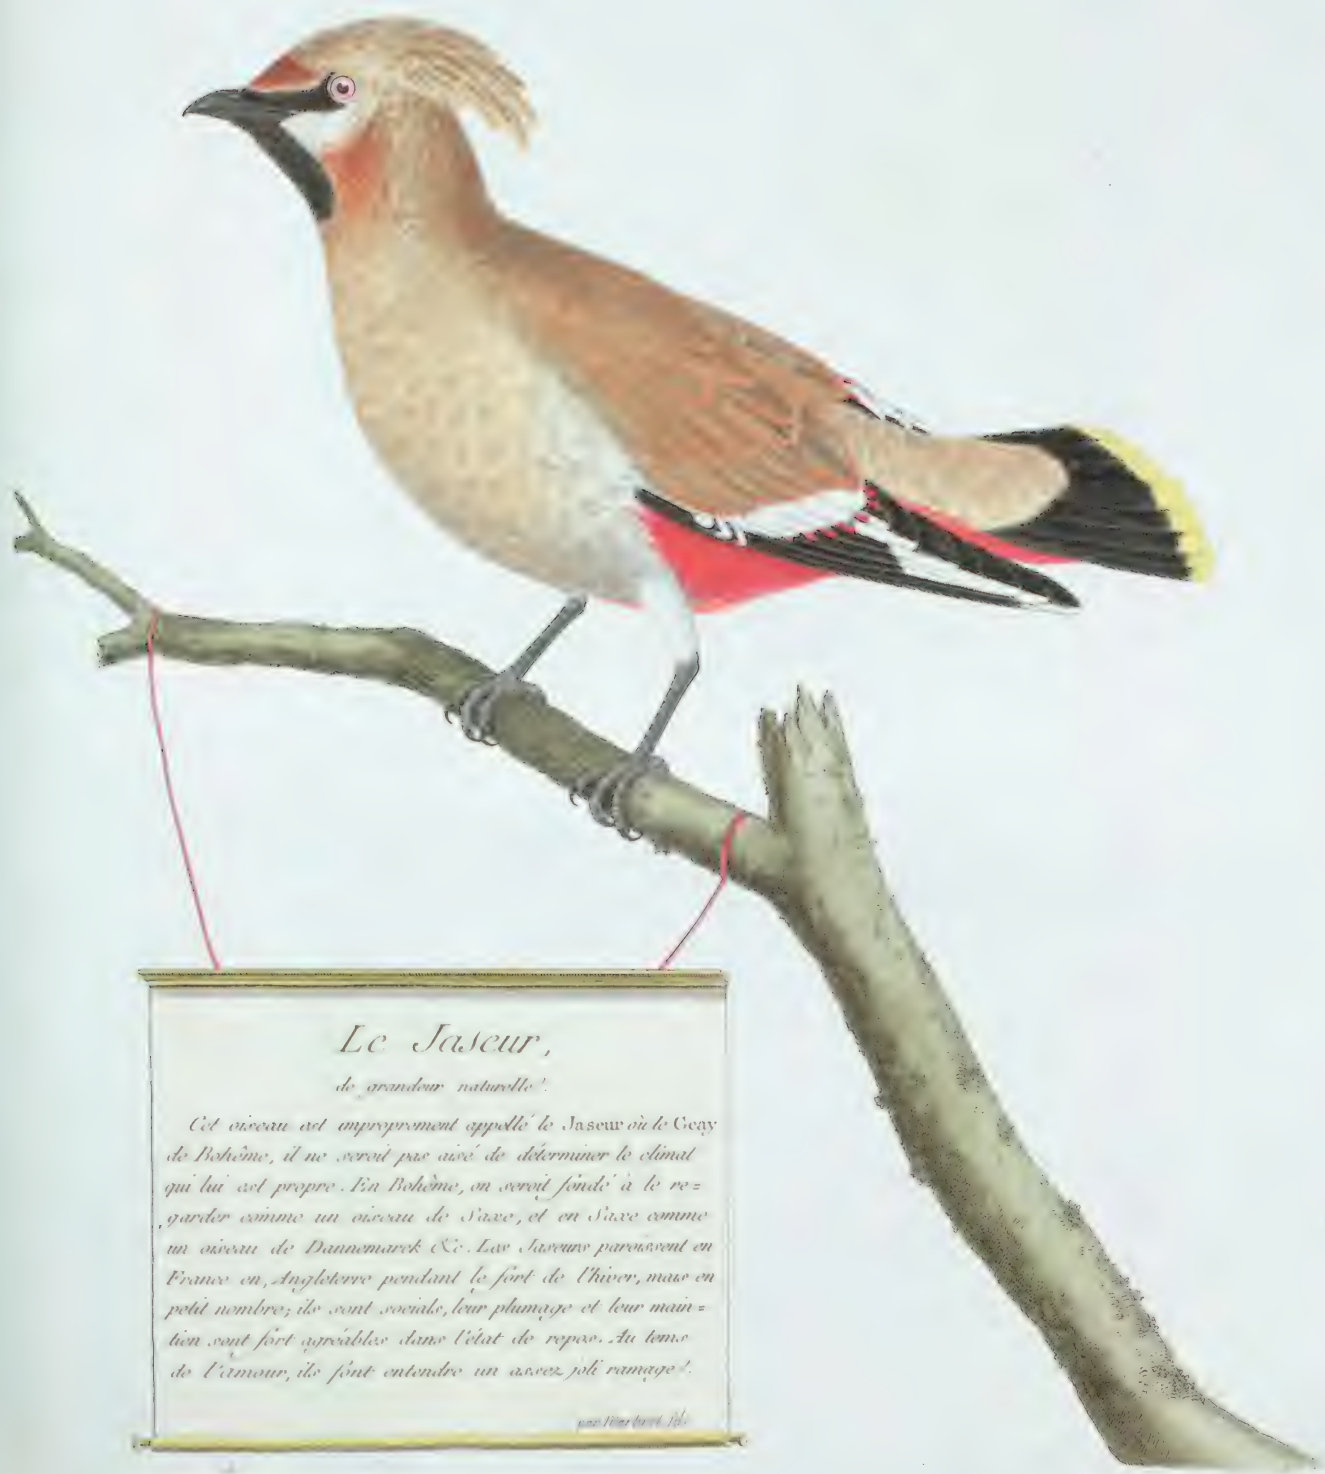 Le Jaseur,
de grandeur naturelle.
Cet oiseau est improprement appellé le Jaseur où le Geay
de Bohême, il ne seroit pas aisé de déterminer le climat
qui lui est propre. En Bohême, on seroit fondé à le re=
garder comme un oiseau de Saxe, et en Saxe comme
un oiseau de Dannemarck &c. Les Jaseurs paroissent en
France en, Angleterre pendant le fort de l'hiver, mais en
petit nombre; ils sont socials, leur plumage et leur main=
tien sont fort agréables dans l'état de repos. Au tems
de l'amour, ils font entendre un assez joli ramage.
par fils